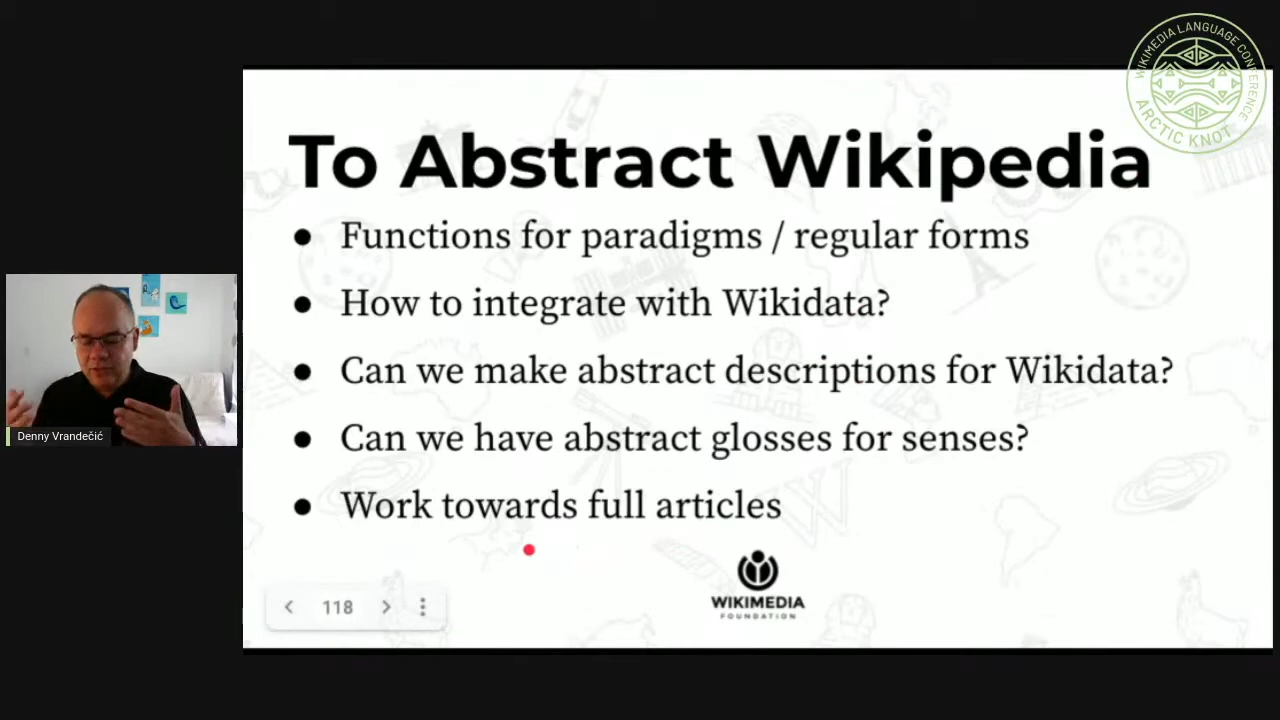 WIKIMEDIA LANGUAGE CONFERENCE
ARCTIC KNOT
To Abstract Wikipedia
● Functions for paradigms / regular forms
● How to integrate with Wikidata?
● Can we make abstract descriptions for Wikidata?
● Can we have abstract glosses for senses?
● Work towards full articles
Denny Vrandečić
118
WIKIMEDIA
FOUNDATION